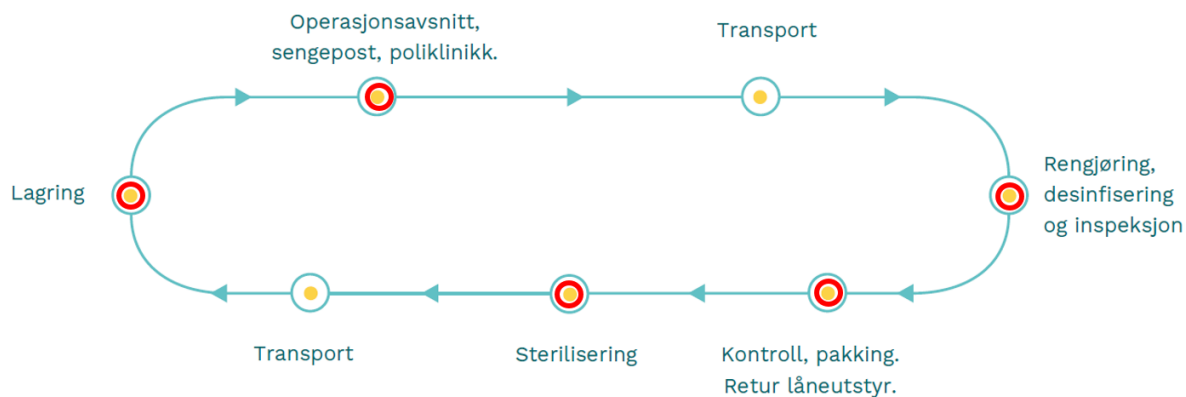 Operasjonsavsnitt,
sengepost, poliklinikk.
Transport
Lagring
Rengjøring,
desinfisering
og inspeksjon
Transport
Sterilisering
Kontroll, pakking.
Retur låneutstyr.